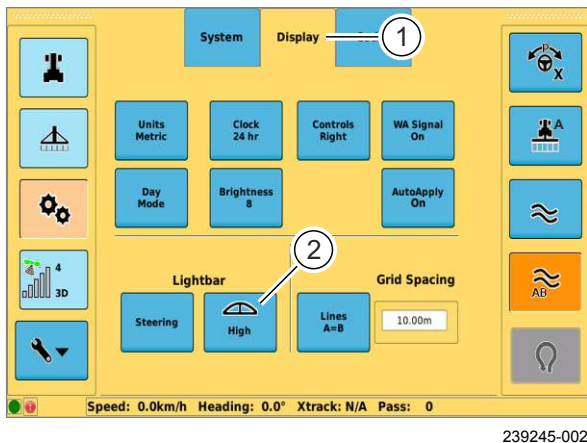 System Display
1
X
Units
Metric
Clock
24 hr
Controls
Right
WA Signal
On
A
Day
Mode
Brightness
8
AutoApply
On
4
3D
2
Lightbar
Grid Spacing
AB
Steering
High
Lines
A=B
10.00m
Speed: 0.0km/h Heading: 0.0° Xtrack: N/A Pass: 0
239245-002